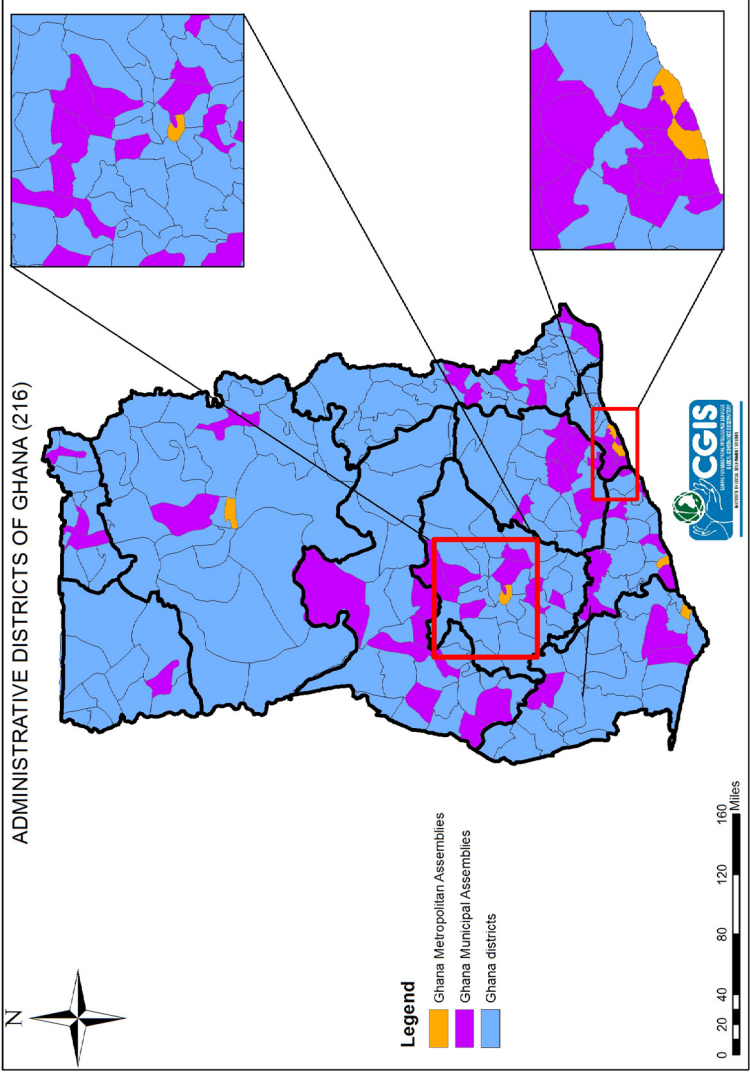 ADMINISTRATIVE DISTRICTS OF GHANA (216)
N
Legend
Ghana Metropolitan Assemblies
Ghana Municipal Assemblies
Ghana districts
0 20 40 80 120 160
Miles
CGIS